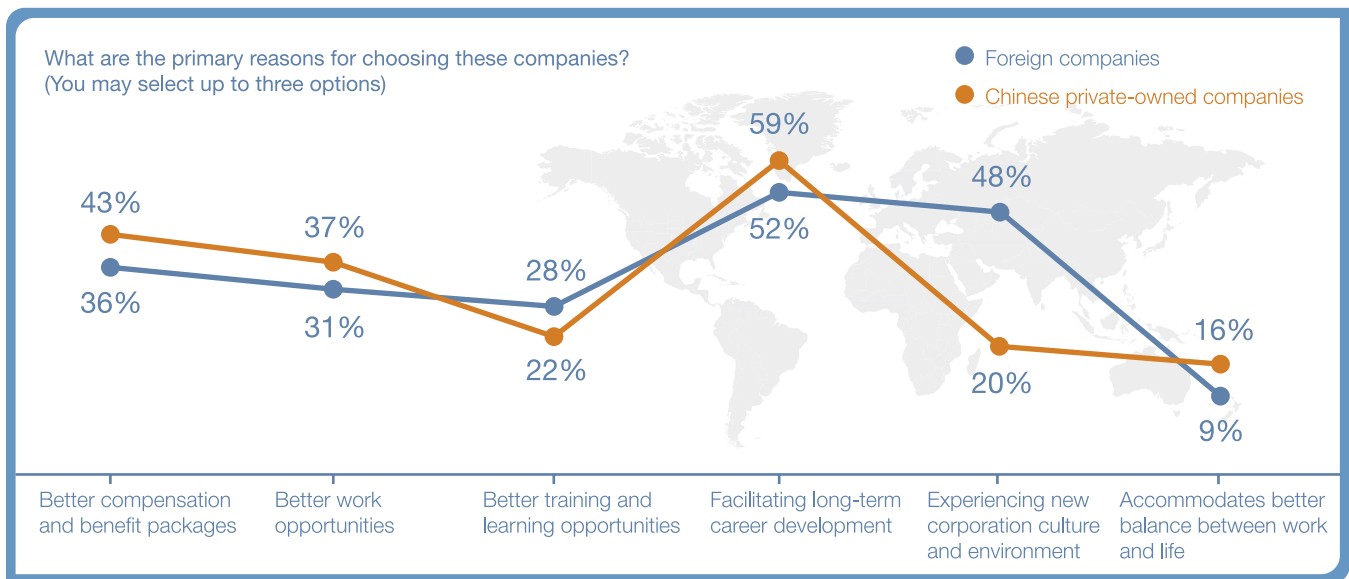 What are the primary reasons for choosing these companies?
(You may select up to three options)
Foreign companies
Chinese private-owned companies
43%
36%
37%
31%
28%
22%
59%
52%
48%
20%
16%
9%
Better compensation
and benefit packages
Better work
opportunities
Better training and
learning opportunities
Facilitating long-term
career development
Experiencing new
corporation culture
and environment
Accommodates better
balance between work
and life